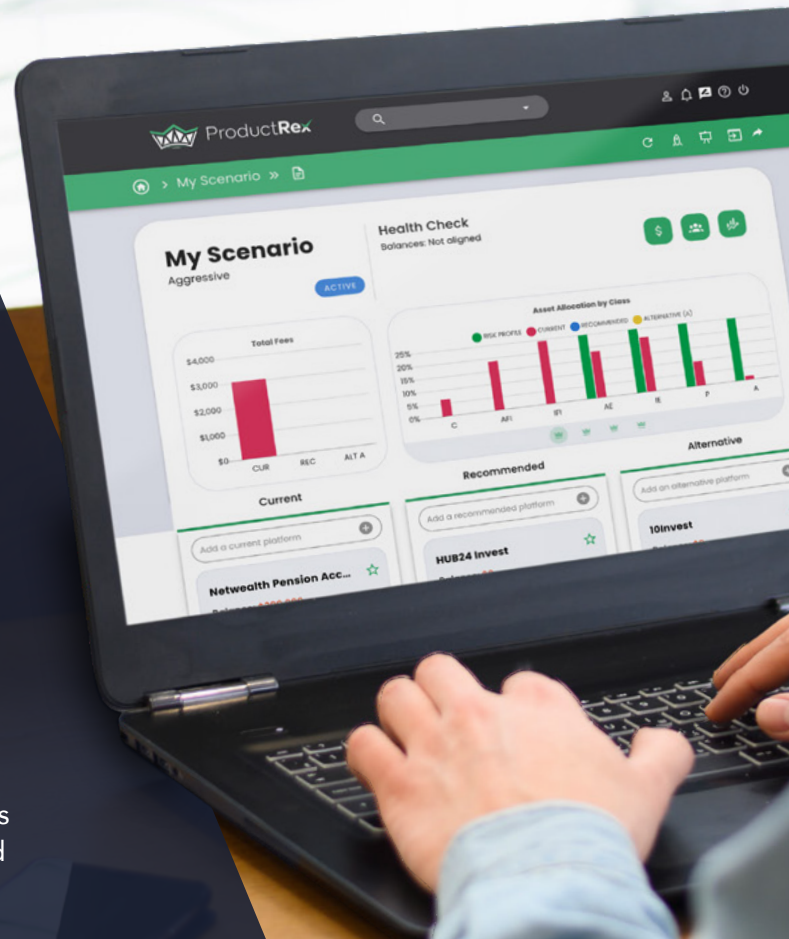 ProductRex
> My Scenario »
My Scenario
Aggressive
ACTIVE
Health Check
Balances: Not aligned
Total Fees
$4,000
$3,000
$2,000
$1,000
$0
CUR REC ALT A
Asset Allocation by Class
RISK PROFILE CURRENT RECOMMENDED ALTERNATIVE (A)
25%
20%
15%
10%
5%
0%
C AFI IFI AE IE P A
Current
Add a current platform
Netwealth Pension Acc...
Recommended
Add a recommended platform
HUB24 Invest
Alternative
Add an alternative platform
10Invest